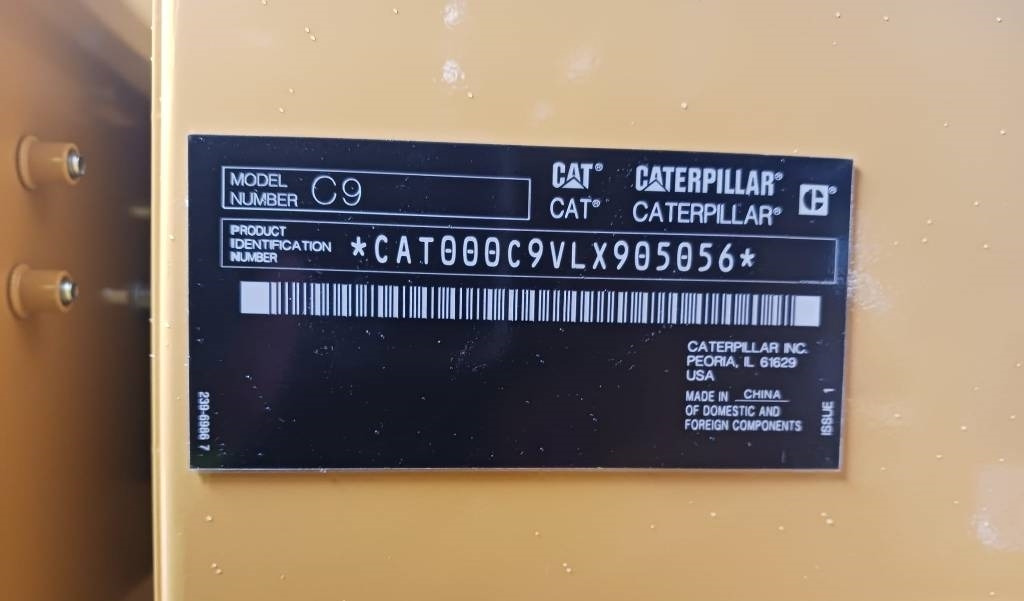 MODEL
NUMBER C9
CAT® CATERPILLAR®
CAT® CATERPILLAR®
PRODUCT
IDENTIFICATION
NUMBER
*CAT000C9VLX905056*
CATERPILLAR INC.
PEORIA, IL 61629
USA
MADE IN CHINA
OF DOMESTIC AND
FOREIGN COMPONENTS
239-6986 7
ISSUE 1